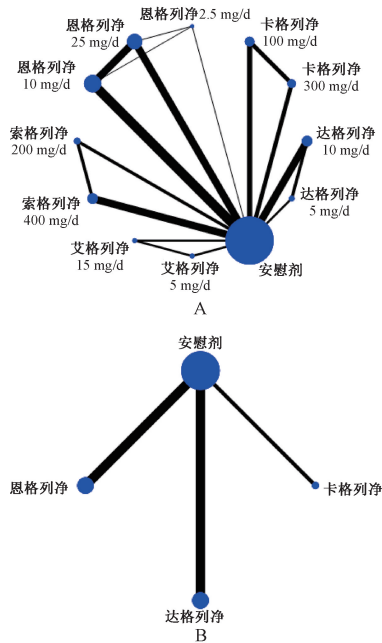 恩格列净2.5 mg/d
恩格列净
25 mg/d
卡格列净
100 mg/d
恩格列净
10 mg/d
卡格列净
300 mg/d
索格列净
200 mg/d
达格列净
10 mg/d
索格列净
400 mg/d
达格列净
5 mg/d
艾格列净
15 mg/d
艾格列净
5 mg/d
安慰剂
A
安慰剂
恩格列净
卡格列净
达格列净
B